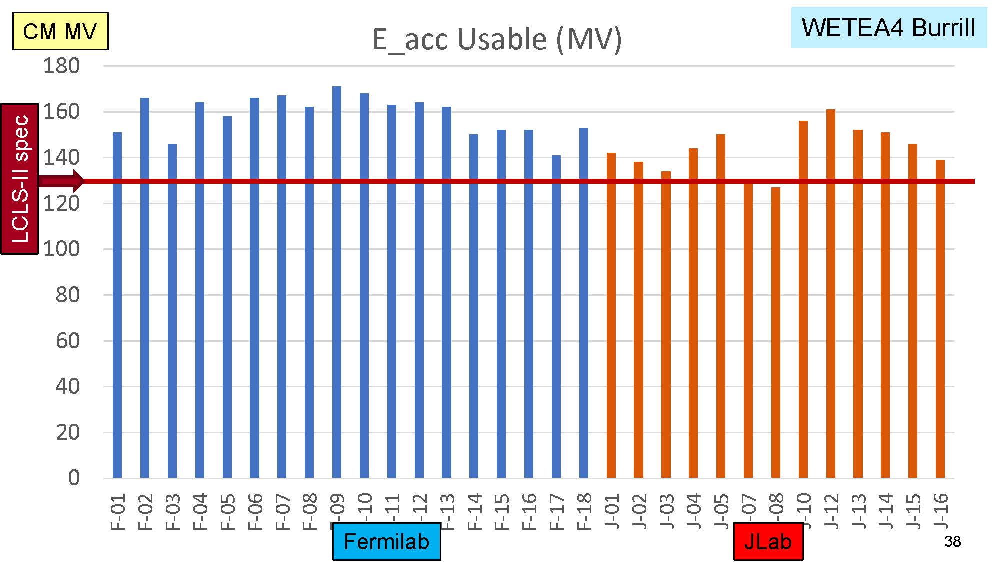 CM MV
E_acc Usable (MV)
WETEA4 Burrill
LCLS-II spec
180
160
140
120
100
80
60
40
20
0
F-01
F-02
F-03
F-04
F-05
F-06
F-07
F-08
F-09
F-10
F-11
F-12
F-13
F-14
F-15
F-16
F-17
F-18
J-01
J-02
J-03
J-04
J-05
J-07
J-08
J-10
J-12
J-13
J-14
J-15
J-16
Fermilab
JLab
38